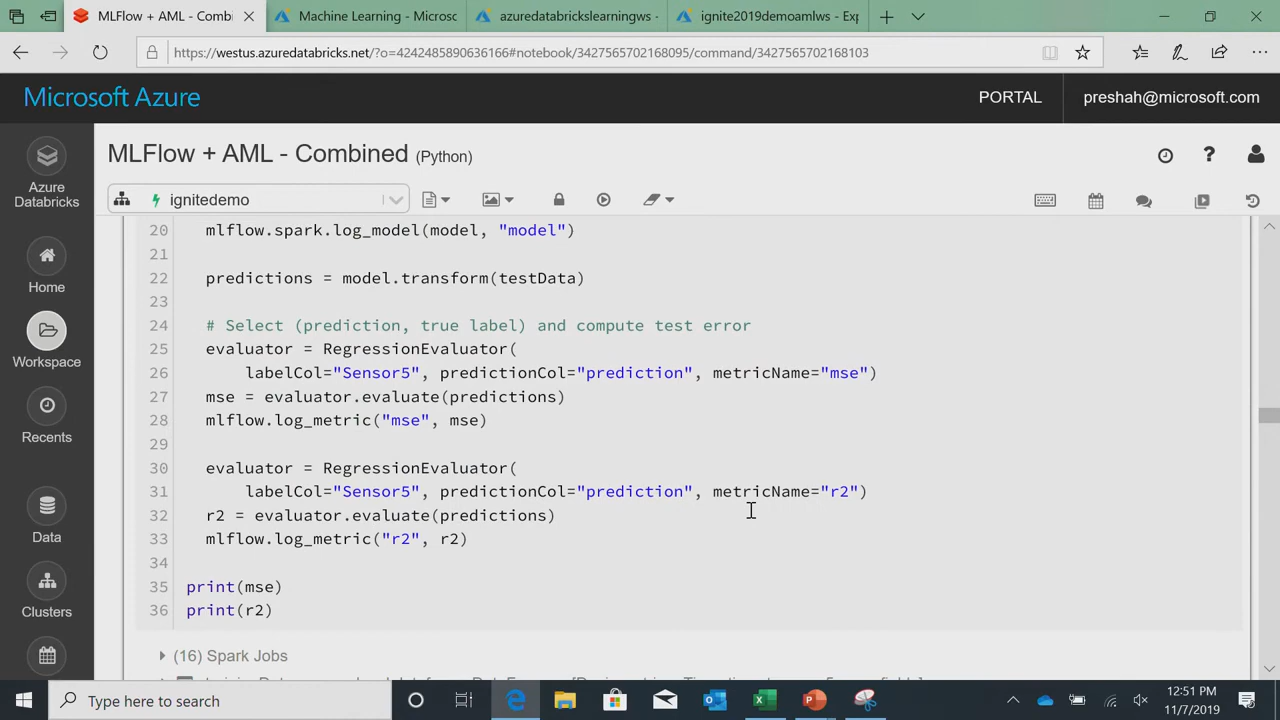 MLFlow + AML - Combi
Machine Learning - Microsc
azuredatabrickslearningws -
ignite2019demoamlws - Exp
https://westus.azuredatabricks.net/?o=4242485890636166#notebook/3427565702168095/command/3427565702168103
Microsoft Azure
PORTAL
preshah@microsoft.com
Azure
Databricks
Home
Workspace
Recents
Data
Clusters
MLFlow + AML - Combined (Python)
ignitedemo
20 mlflow.spark.log_model(model, "model")
21
22 predictions = model.transform(testData)
23
24 # Select (prediction, true label) and compute test error
25 evaluator = RegressionEvaluator(
26 labelCol="Sensor5", predictionCol="prediction", metricName="mse")
27 mse = evaluator.evaluate(predictions)
28 mlflow.log_metric("mse", mse)
29
30 evaluator = RegressionEvaluator(
31 labelCol="Sensor5", predictionCol="prediction", metricName="r2")
32 r2 = evaluator.evaluate(predictions)
33 mlflow.log_metric("r2", r2)
34
35 print(mse)
36 print(r2)
(16) Spark Jobs
Type here to search
12:51 PM
11/7/2019